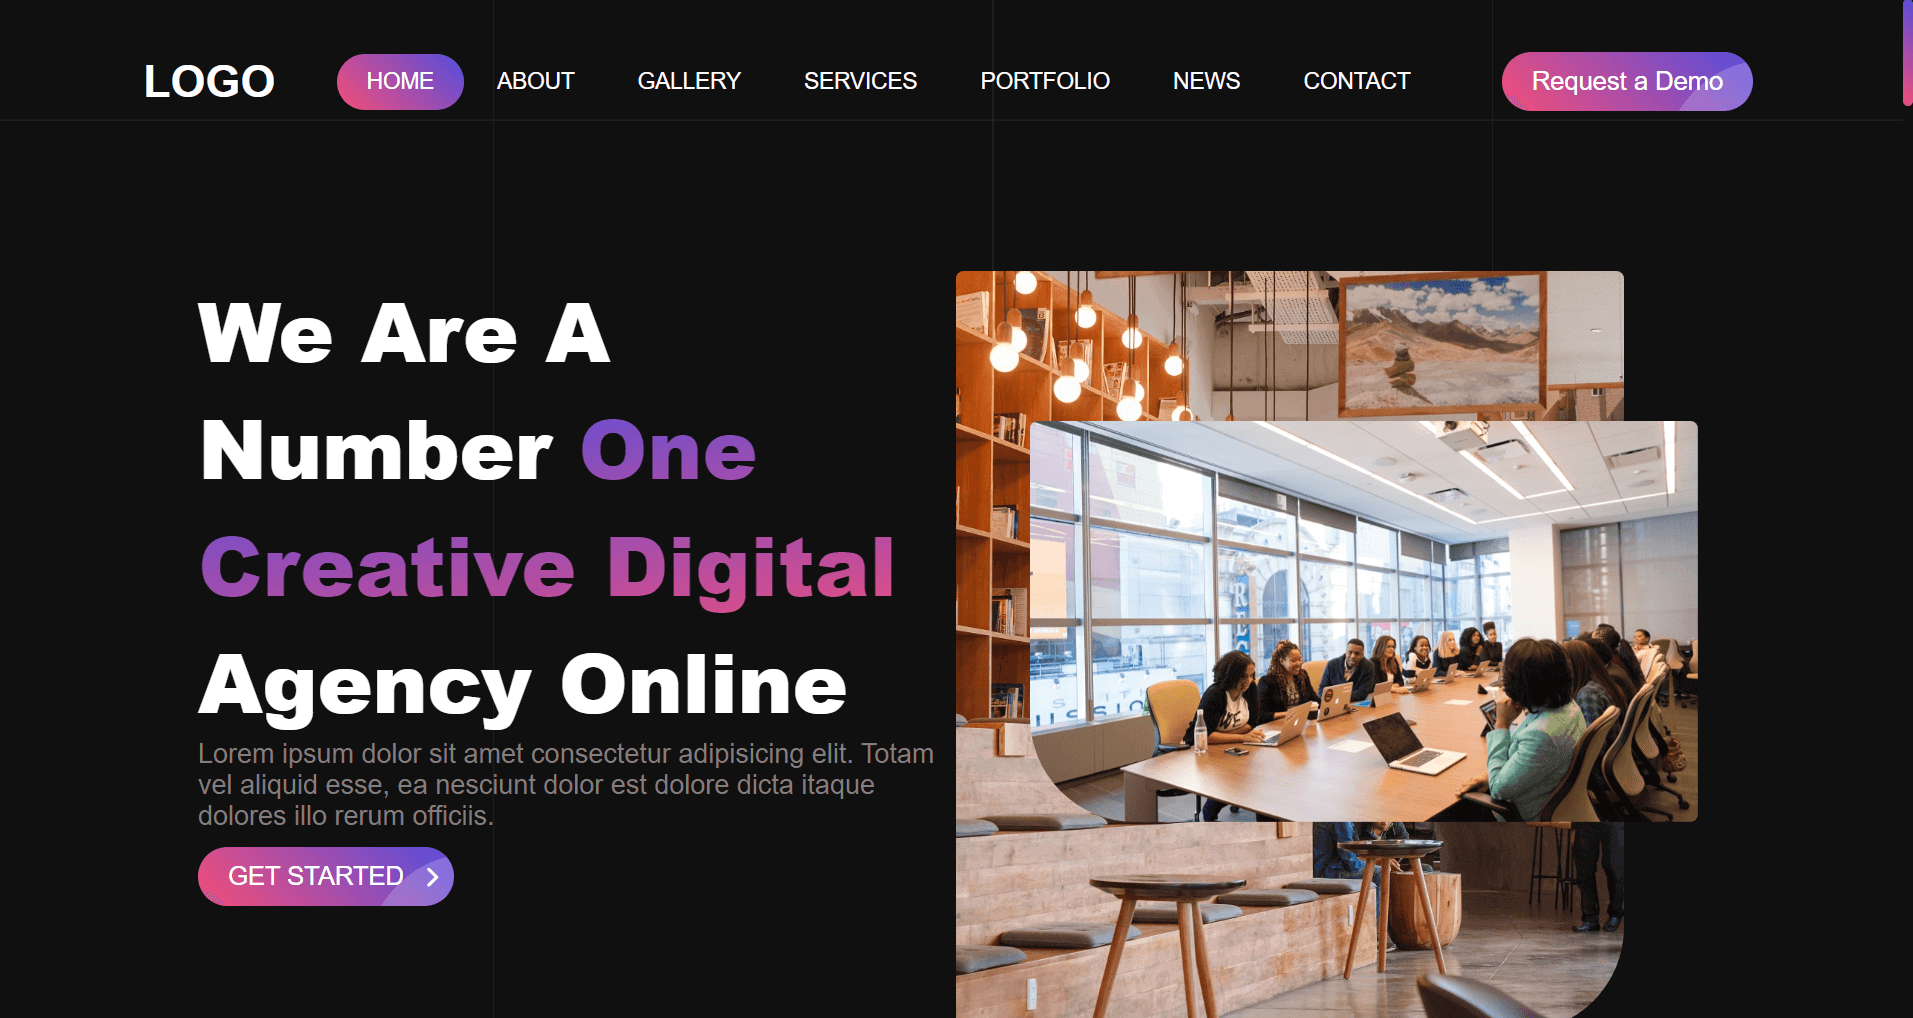 LOGO HOME ABOUT GALLERY SERVICES PORTFOLIO NEWS CONTACT Request a Demo
We Are A
Number One
Creative Digital
Agency Online
Lorem ipsum dolor sit amet consectetur adipisicing elit. Totam
vel aliquid esse, ea nesciunt dolor est dolore dicta itaque
dolores illo rerum officiis.
GET STARTED